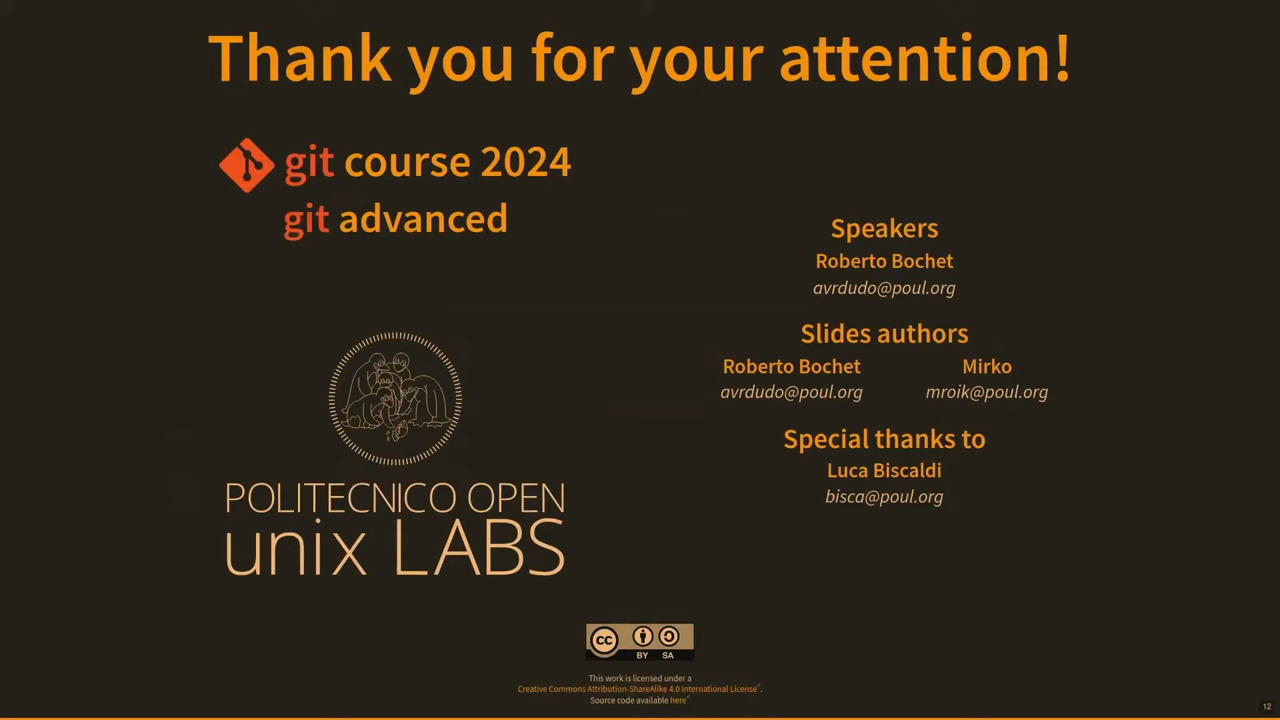 Thank you for your attention!
git course 2024
git advanced
POLITECNICO OPEN
unix LABS
Speakers
Roberto Bochet
avrdudo@poul.org
Slides authors
Roberto Bochet
avrdudo@poul.org
Mirko
mroik@poul.org
Special thanks to
Luca Biscaldi
bisca@poul.org
CC BY SA
This work is licensed under a
Creative Commons Attribution-ShareAlike 4.0 International License.
Source code available here
12